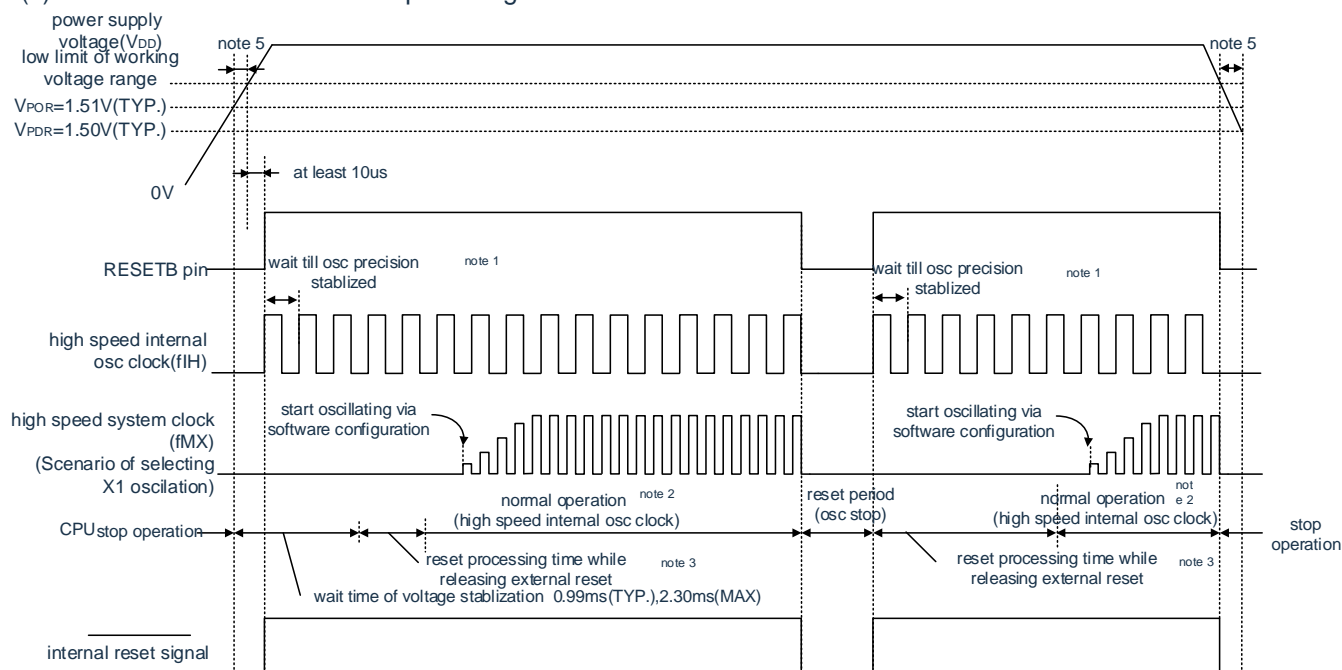 power supply
voltage(VDD)
note 5
note 5
low limit of working
voltage range
VPOR=1.51V(TYP.)
VPDR=1.50V(TYP.)
0V
at least 10us
RESETB pin
wait till osc precision
stablized
note 1
wait till osc precision
stablized
note 1
high speed internal
osc clock(fIH)
high speed system clock
(fMX)
(Scenario of selecting
X1 oscilation)
start oscillating via
software configuration
start oscillating via
software configuration
CPU
stop operation
normal operation note 2
(high speed internal osc clock)
reset period
(osc stop)
normal operation not
e 2
(high speed internal osc clock)
stop
operation
reset processing time while
releasing external reset
note 3
reset processing time while
releasing external reset
note 3
wait time of voltage stablization 0.99ms(TYP.),2.30ms(MAX)
internal reset signal